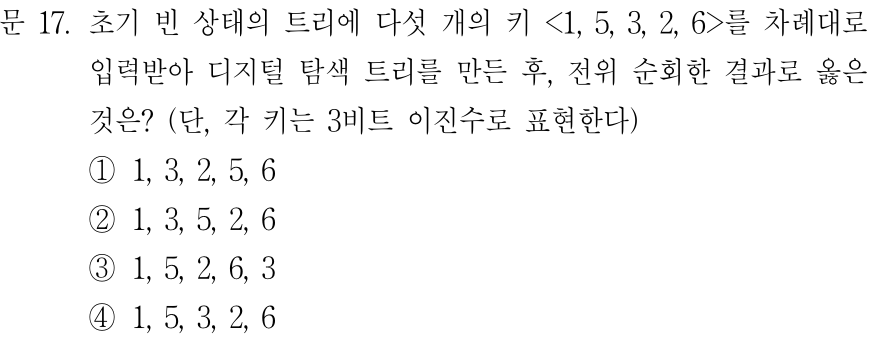 문 17. 초기 빈 상태의 트리에 다섯 개의 키 <1, 5, 3, 2, 6>를 차례대로
입력받아 디지털 탐색 트리를 만든 후, 전위 순회한 결과로 옳은
것은? (단, 각 키는 3비트 이진수로 표현한다)
① 1, 3, 2, 5, 6
② 1, 3, 5, 2, 6
③ 1, 5, 2, 6, 3
④ 1, 5, 3, 2, 6